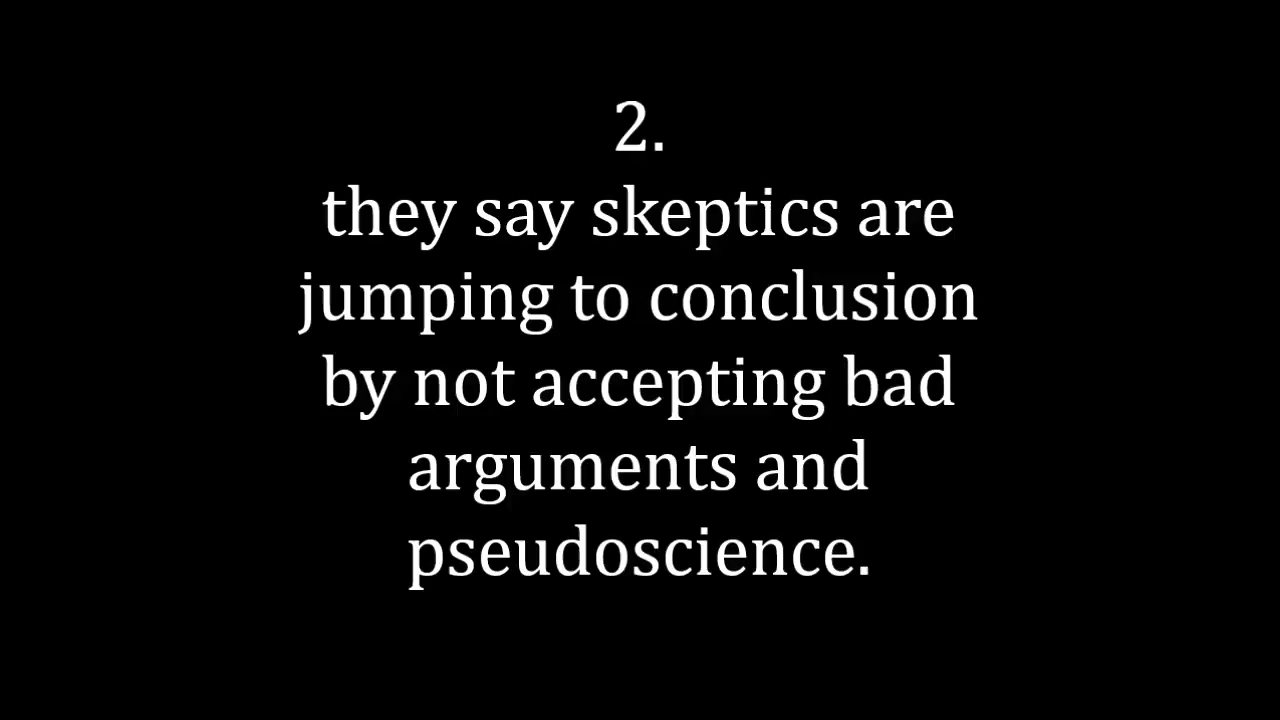 2.
they say skeptics are
jumping to conclusion
by not accepting bad
arguments and
pseudoscience.